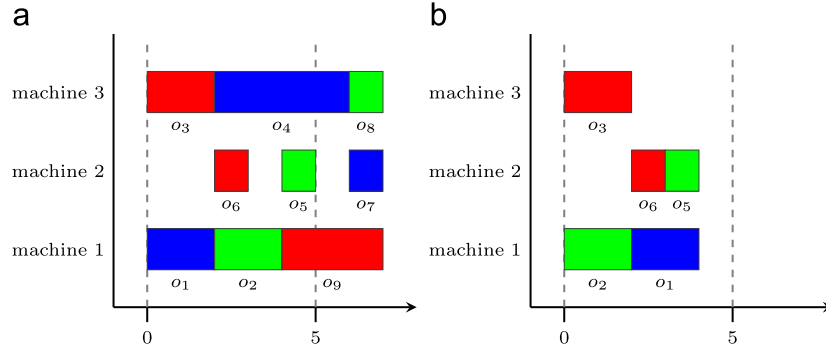 a
b
machine 3
o3
o4
o8
machine 2
o6
o5
o7
machine 1
o1
o2
o9
0
5
machine 3
o3
machine 2
o6
o5
machine 1
o2
o1
0
5